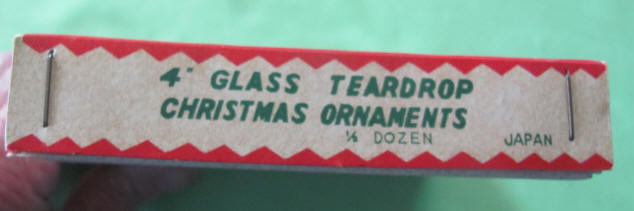 4" GLASS TEARDROP
CHRISTMAS ORNAMENTS
½ DOZEN JAPAN